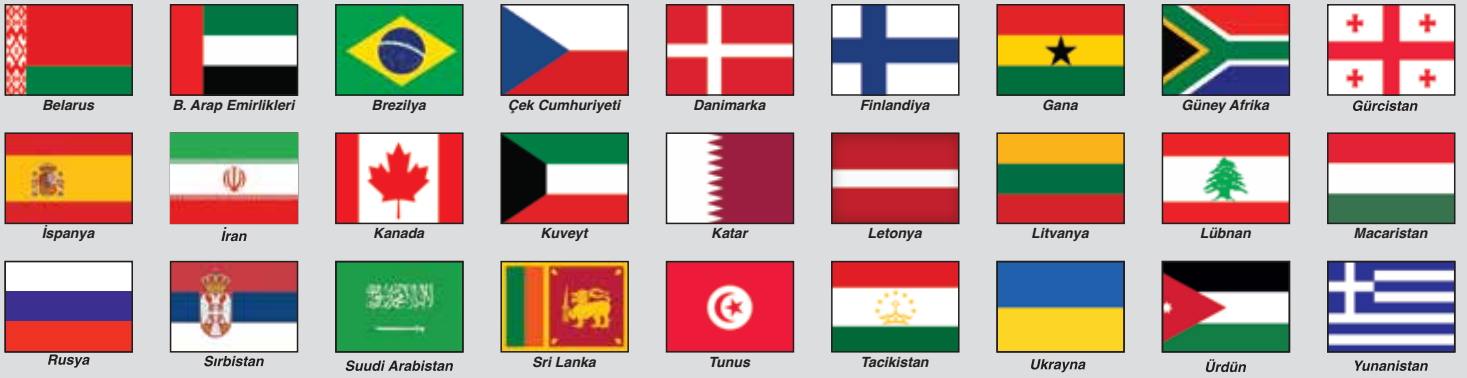 Belarus
B. Arap Emirlikleri
Brezilya
Çek Cumhuriyeti
Danimarka
Finlandiya
Gana
Güney Afrika
Gürcistan
İspanya
İran
Kanada
Kuveyt
Katar
Letonya
Litvanya
Lübnan
Macaristan
Rusya
Sırbistan
Suudi Arabistan
Sri Lanka
Tunus
Tacikistan
Ukrayna
Ürdün
Yunanistan